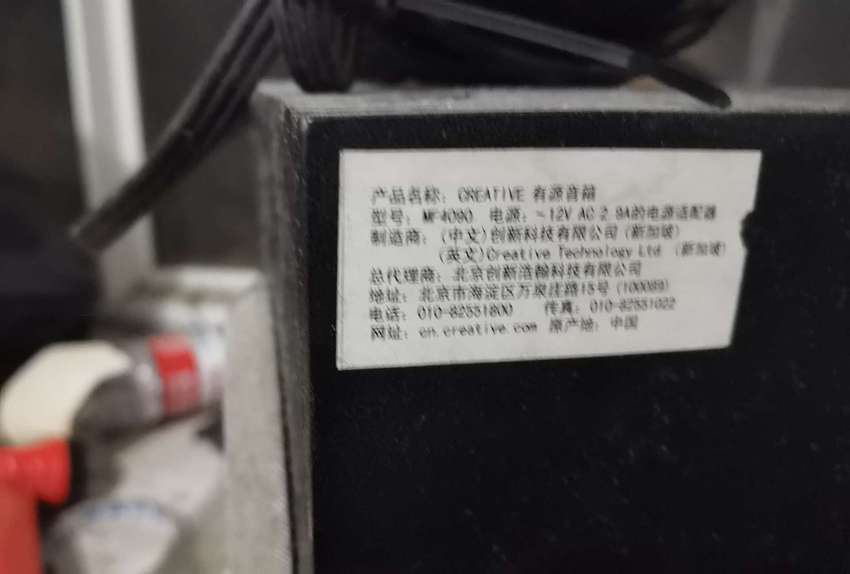 产品名称：CREATIVE 有源音箱
型号：MF4090 电源：~12V AC 2.9A的电源适配器
制造商：(中文)创新科技有限公司(新加坡)
(英文)Creative Technology Ltd (新加坡)
总代理商：北京创新浩瀚科技有限公司
地址：北京市海淀区万泉庄路15号(100089)
电话：010-82551800 传真：010-82551022
网址：cn.creative.com 原产地：中国